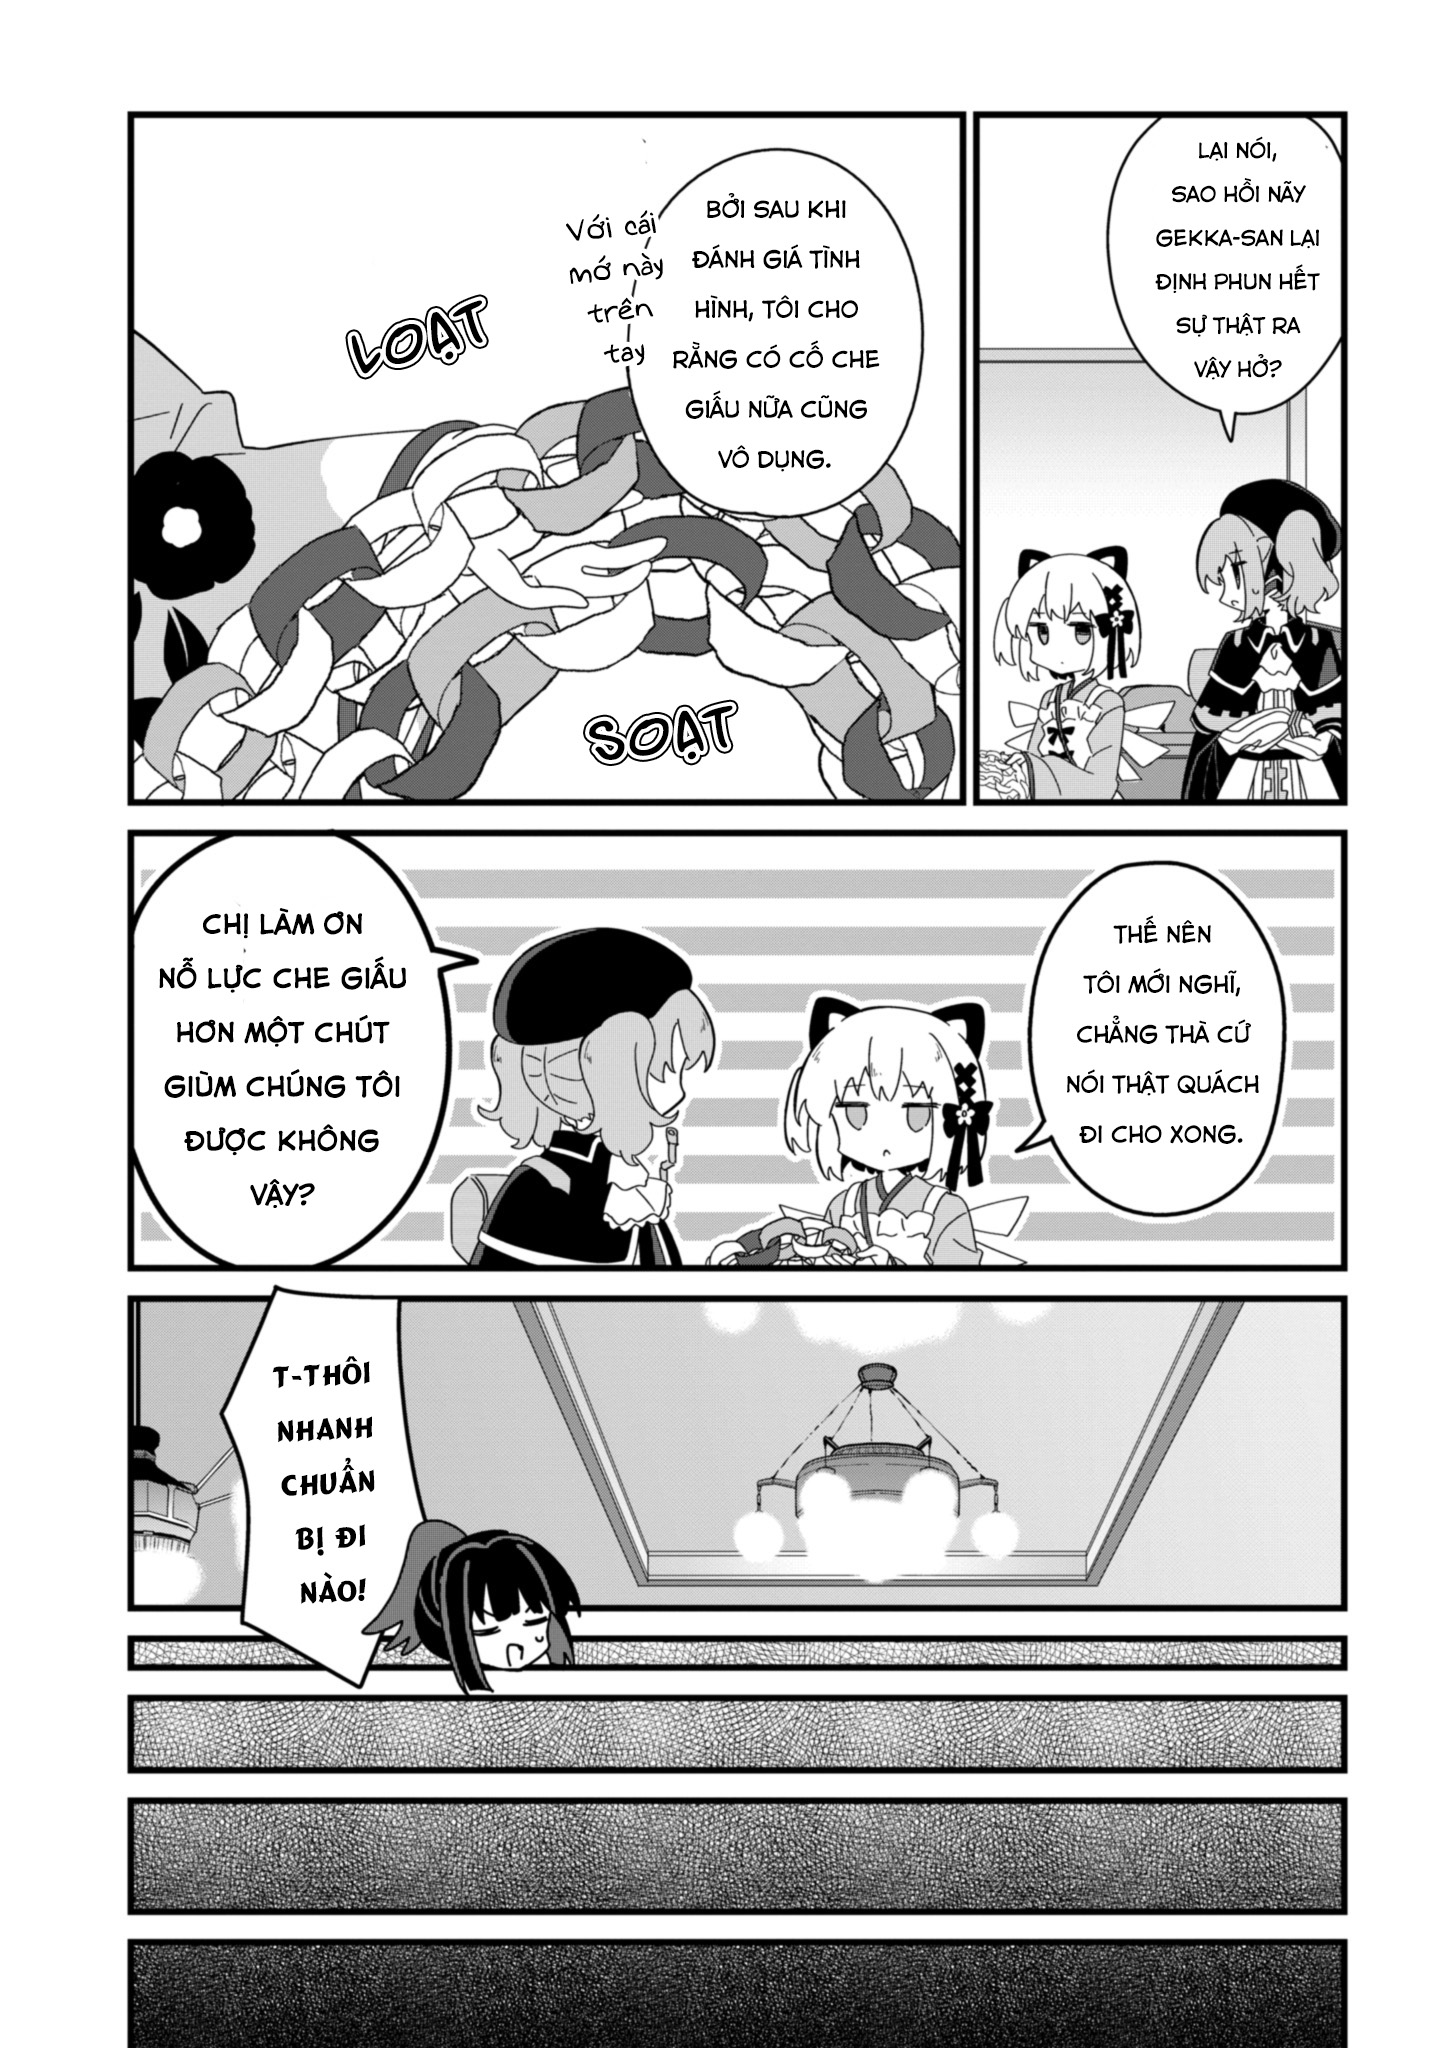 LẠI NÓI,
SAO HỒI NÃY
GEKKA-SAN LẠI
ĐỊNH PHUN HẾT
SỰ THẬT RA
VẬY HỞ?
BỞI SAU KHI
ĐÁNH GIÁ TÌNH
HÌNH, TÔI CHO
RẰNG CÓ CỐ CHE
GIẤU NỮA CŨNG
VÔ DỤNG.
Với cái
mớ này
trên
tay
LOẠT
SOẠT
THẾ NÊN
TÔI MỚI NGHĨ,
CHẲNG THÀ CỨ
NÓI THẬT QUÁCH
ĐI CHO XONG.
CHỊ LÀM ƠN
NỖ LỰC CHE GIẤU
HƠN MỘT CHÚT
GIÙM CHÚNG TÔI
ĐƯỢC KHÔNG
VẬY?
T-THÔI
NHANH
CHUẨN
BỊ ĐI
NÀO!